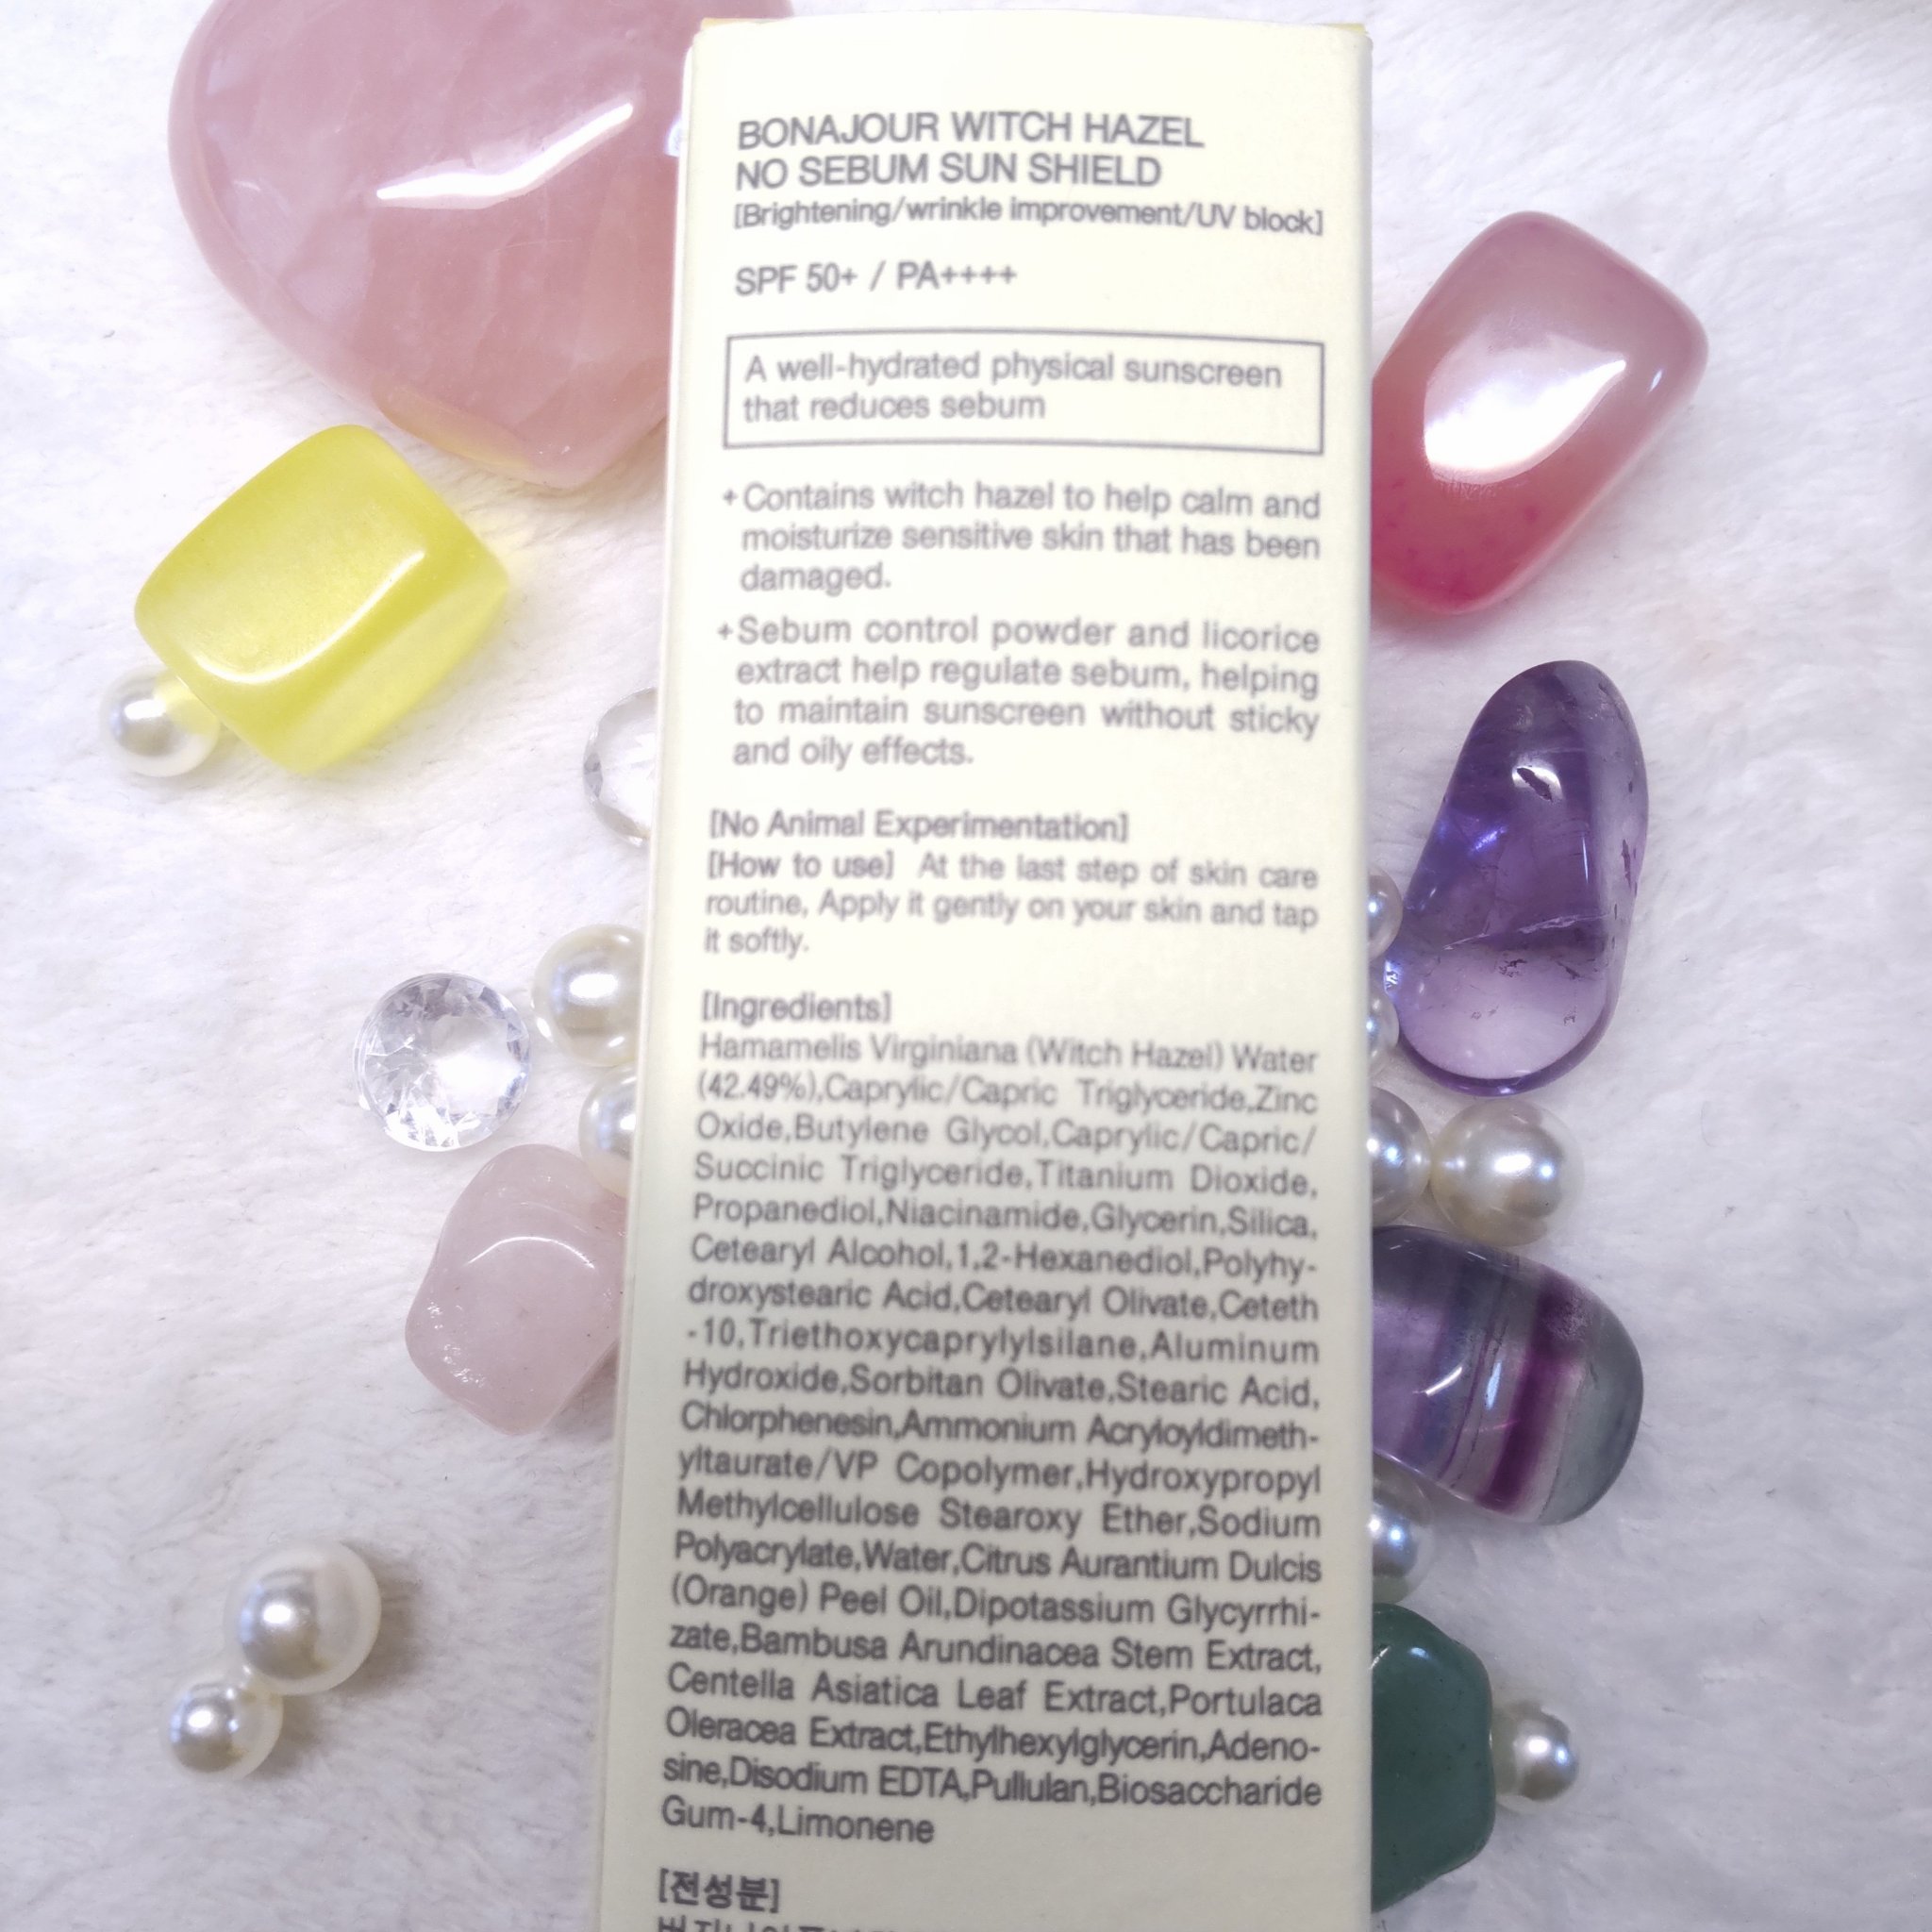 BONAJOUR WITCH HAZEL
NO SEBUM SUN SHIELD
[Brightening/wrinkle improvement/UV block]
SPF 50+ / PA++++
A well-hydrated physical sunscreen
that reduces sebum
+Contains witch hazel to help calm and
moisturize sensitive skin that has been
damaged.
+Sebum control powder and licorice
extract help regulate sebum, helping
to maintain sunscreen without sticky
and oily effects.
[No Animal Experimentation]
[How to use] At the last step of skin care
routine, Apply it gently on your skin and tap
it softly.
[Ingredients]
Hamamelis Virginiana (Witch Hazel) Water
(42.49%),Caprylic/Capric Triglyceride,Zinc
Oxide,Butylene Glycol,Caprylic/Capric/
Succinic Triglyceride,Titanium Dioxide,
Propanediol,Niacinamide,Glycerin,Silica,
Cetearyl Alcohol,1,2-Hexanediol,Polyhy-
droxystearic Acid,Cetearyl Olivate,Ceteth
-10,Triethoxycaprylylsilane,Aluminum
Hydroxide,Sorbitan Olivate,Stearic Acid,
Chlorphenesin,Ammonium Acryloyldimeth-
yltaurate/VP Copolymer,Hydroxypropyl
Methylcellulose Stearoxy Ether,Sodium
Polyacrylate,Water,Citrus Aurantium Dulcis
(Orange) Peel Oil,Dipotassium Glycyrrhi-
zate,Bambusa Arundinacea Stem Extract,
Centella Asiatica Leaf Extract,Portulaca
Oleracea Extract,Ethylhexylglycerin,Adeno-
sine,Disodium EDTA,Pullulan,Biosaccharide
Gum-4,Limonene
[전성분]